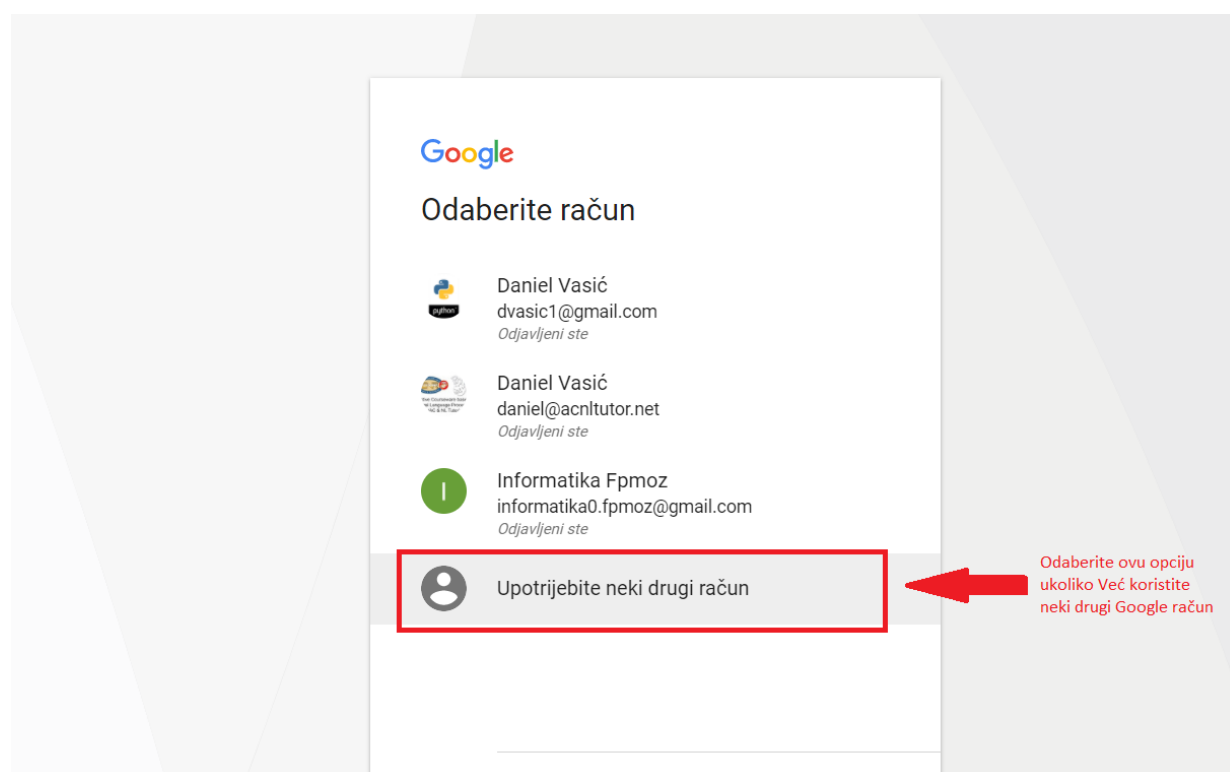 Google
Odaberite račun
python
Daniel Vasić
dvasic1@gmail.com
Odjavljeni ste
Daniel Vasić
daniel@acnltutor.net
Odjavljeni ste
I
Informatika Fpmoz
informatika0.fpmoz@gmail.com
Odjavljeni ste
Upotrijebite neki drugi račun
Odaberite ovu opciju
ukoliko Već koristite
neki drugi Google račun